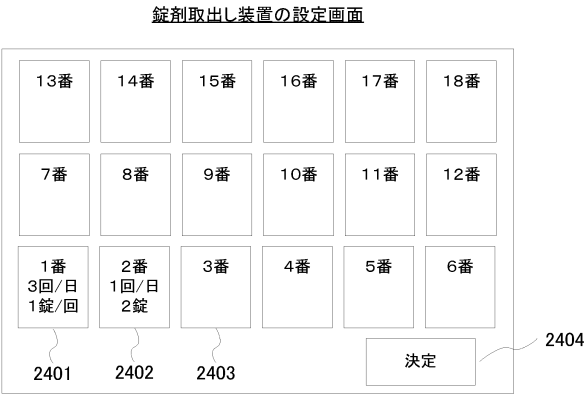 錠剤取出し装置の設定画面
13番 14番 15番 16番 17番 18番
7番 8番 9番 10番 11番 12番
1番 2番 3番 4番 5番 6番
3回/日 1回/日
1錠/回 2錠
決定
2404
2401 2402 2403